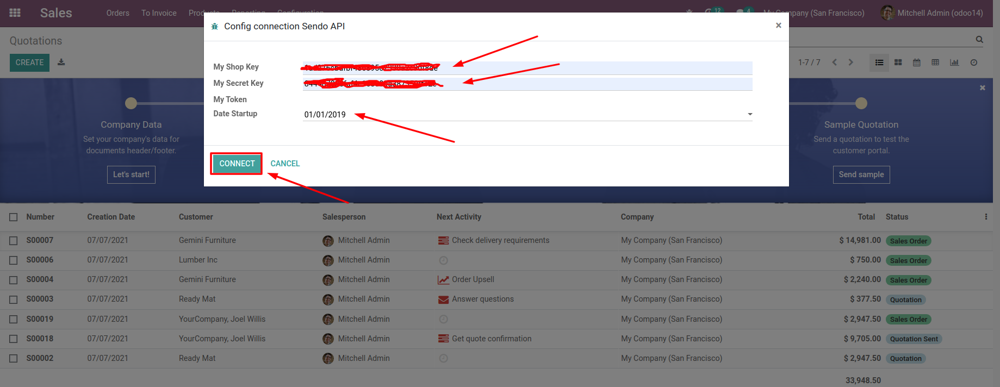 Sales Orders To Invoice Reporting Configuration 12 4 My Company (San Francisco) Mitchell Admin (odoo14)
Config connection Sendo API ×
Quotations
CREATE
1-7 / 7
My Shop Key
My Secret Key
My Token
Date Startup 01/01/2019
CONNECT CANCEL
Company Data
Set your company's data for
documents header/footer.
Let's start!
Sample Quotation
Send a quotation to test the
customer portal.
Send sample
Number Creation Date Customer Salesperson Next Activity Company Total Status
S00007 07/07/2021 Gemini Furniture Mitchell Admin Check delivery requirements My Company (San Francisco) $ 14,981.00 Sales Order
S00006 07/07/2021 Lumber Inc Mitchell Admin My Company (San Francisco) $ 750.00 Sales Order
S00004 07/07/2021 Gemini Furniture Mitchell Admin Order Upsell My Company (San Francisco) $ 2,240.00 Sales Order
S00003 07/07/2021 Ready Mat Mitchell Admin Answer questions My Company (San Francisco) $ 377.50 Quotation
S00019 07/07/2021 YourCompany, Joel Willis Mitchell Admin My Company (San Francisco) $ 2,947.50 Sales Order
S00018 07/07/2021 YourCompany, Joel Willis Mitchell Admin Get quote confirmation My Company (San Francisco) $ 9,705.00 Quotation Sent
S00002 07/07/2021 Ready Mat Mitchell Admin My Company (San Francisco) $ 2,947.50 Quotation
33,948.50